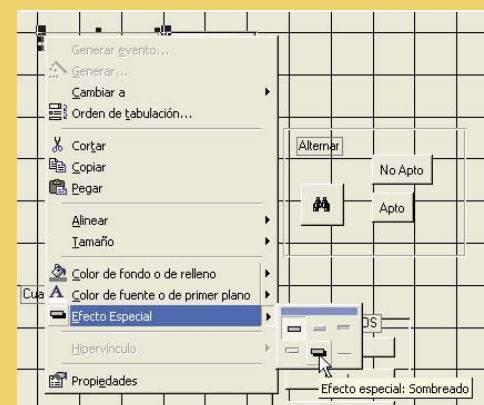 Generar evento...
Generar...
Cambiar a
Orden de tabulación...
Cortar
Copiar
Pegar
Alinear
Tamaño
Color de fondo o de relleno
Color de fuente o de primer plano
Efecto Especial
Hipervínculo
Propiedades
Alternar
No Apto
Apto
Cua
OS
Efecto especial: Sombreado